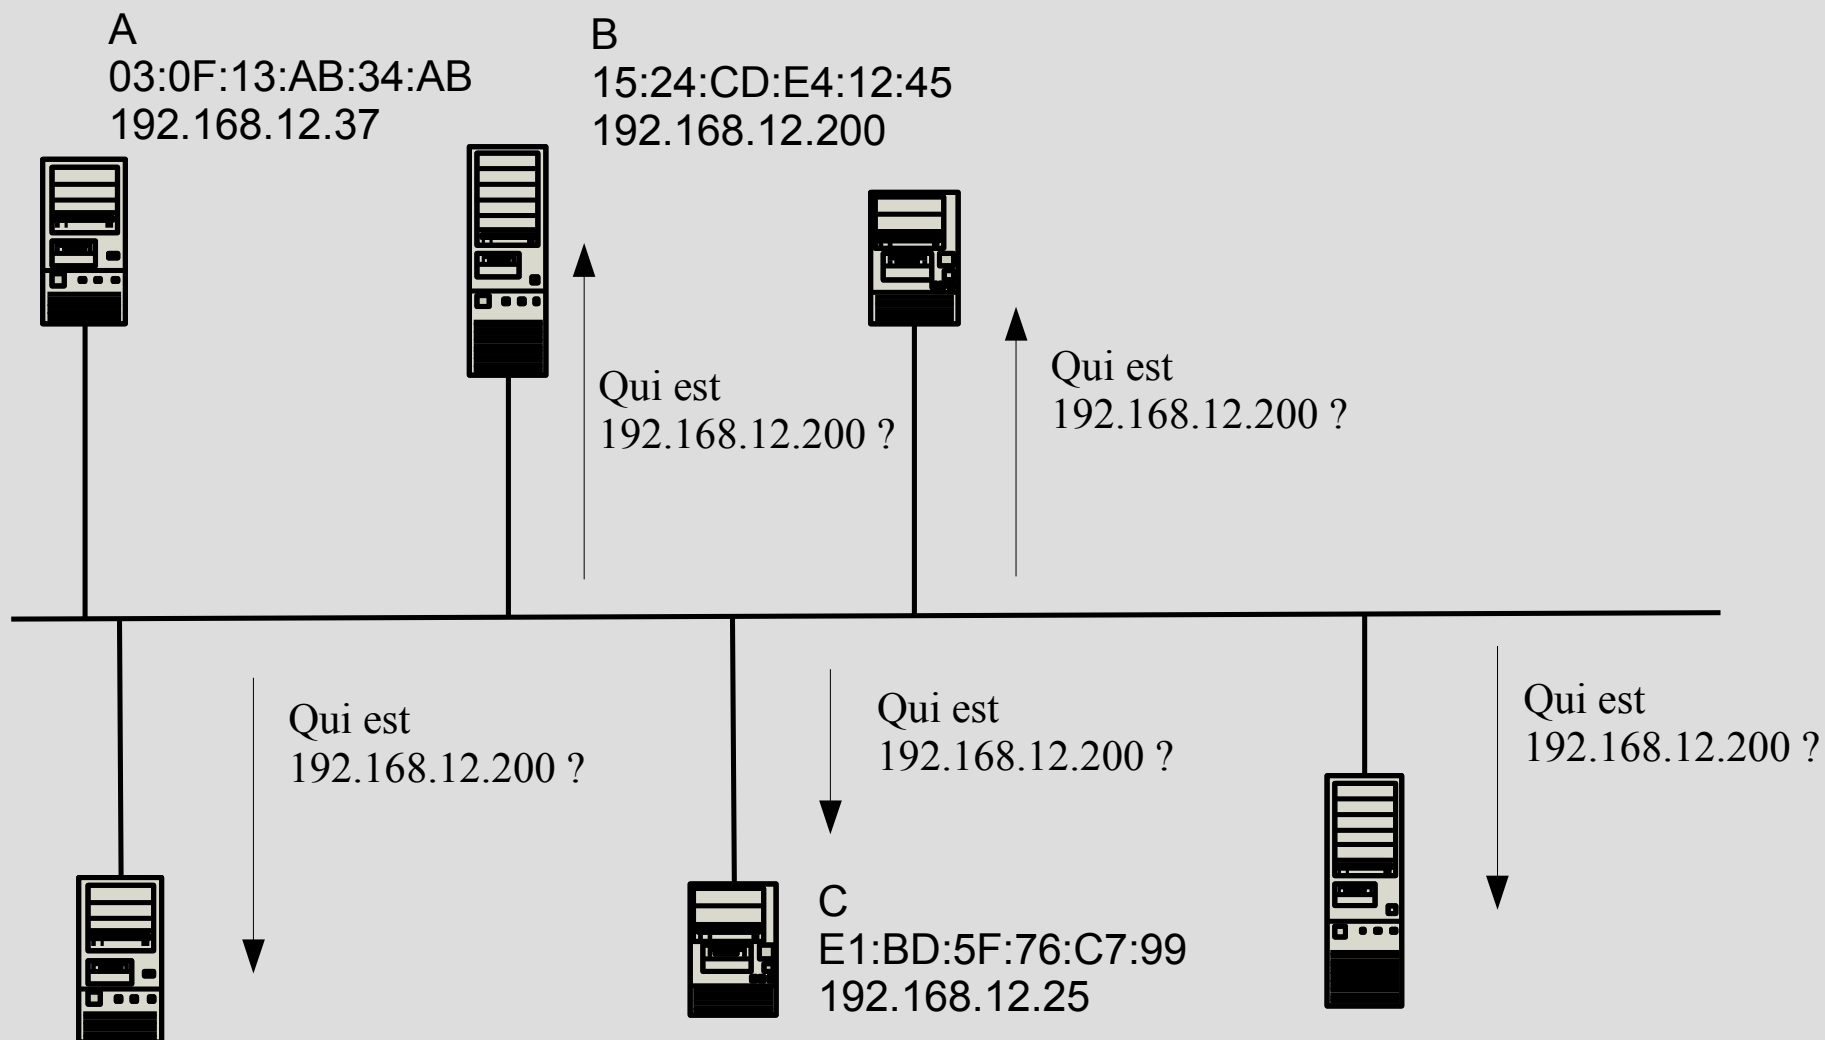 A
03:0F:13:AB:34:AB
192.168.12.37
B
15:24:CD:E4:12:45
192.168.12.200
Qui est
192.168.12.200 ?
Qui est
192.168.12.200 ?
Qui est
192.168.12.200 ?
Qui est
192.168.12.200 ?
Qui est
192.168.12.200 ?
C
E1:BD:5F:76:C7:99
192.168.12.25